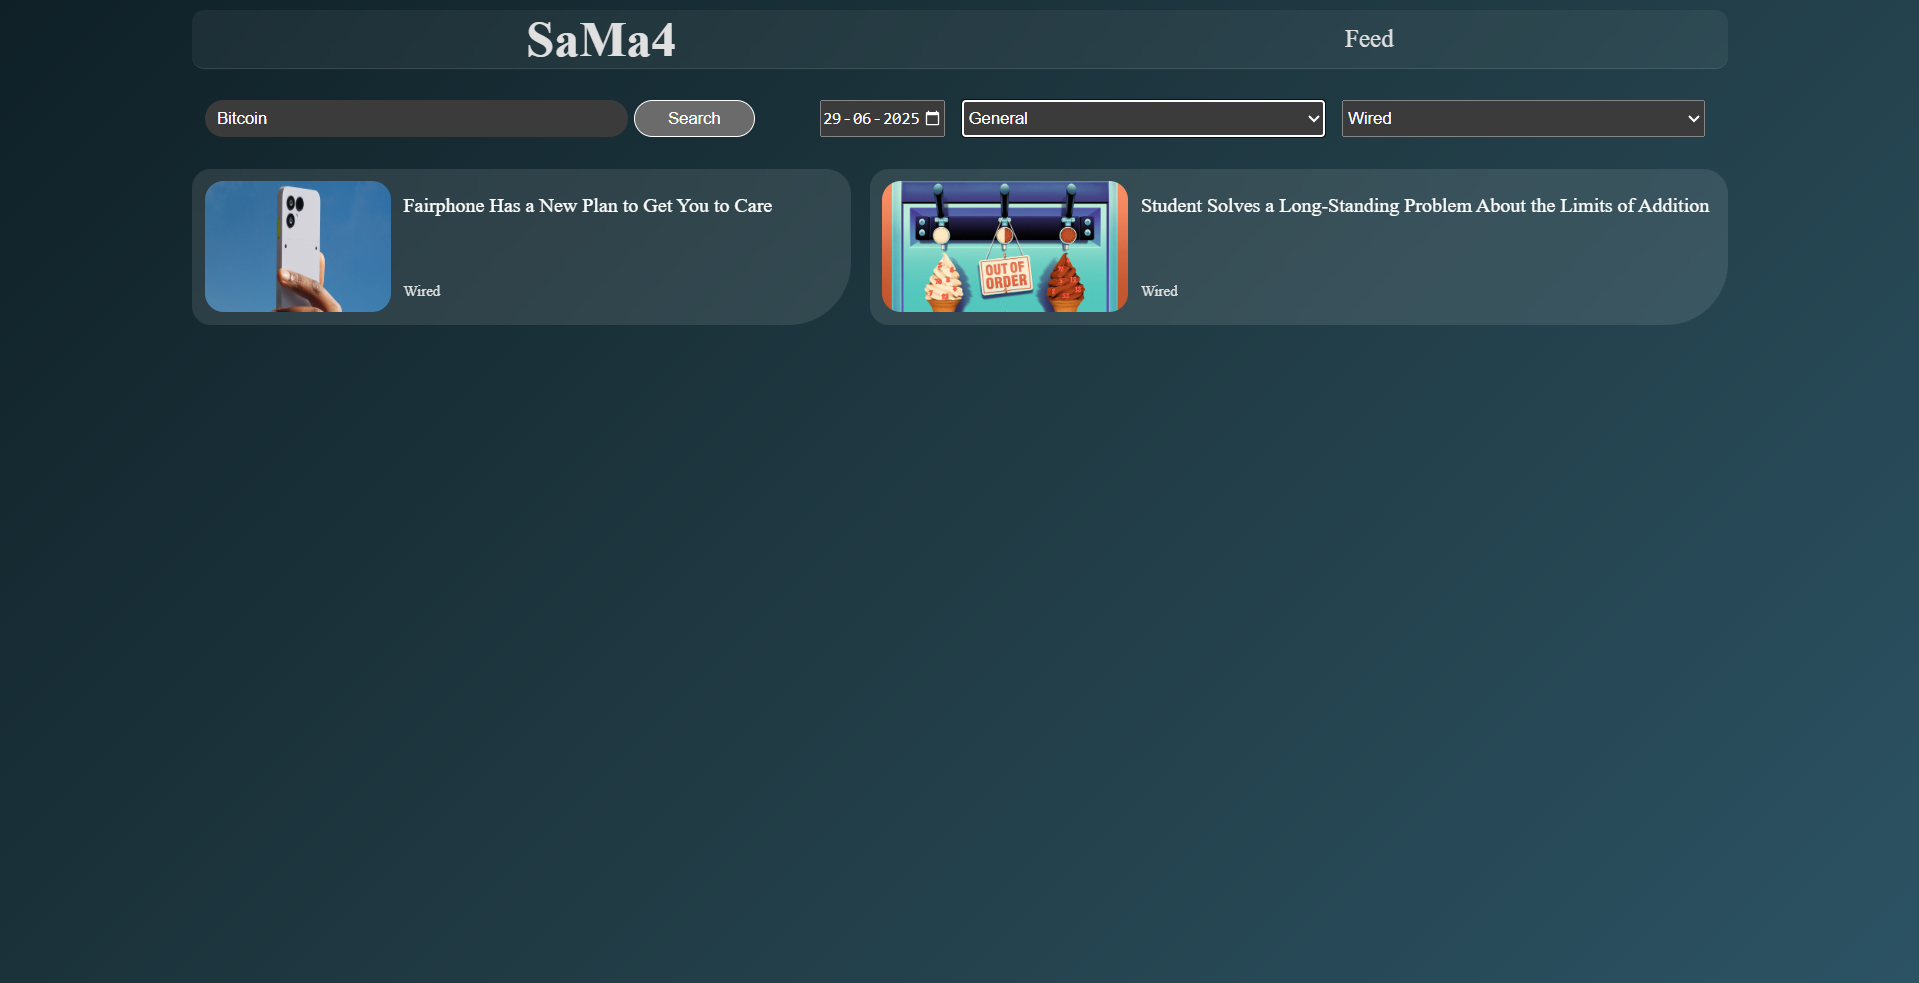 SaMa4
Feed
Bitcoin
Search
29-06-2025
General
Wired
Fairphone Has a New Plan to Get You to Care
Wired
OUT OF
ORDER
Student Solves a Long-Standing Problem About the Limits of Addition
Wired